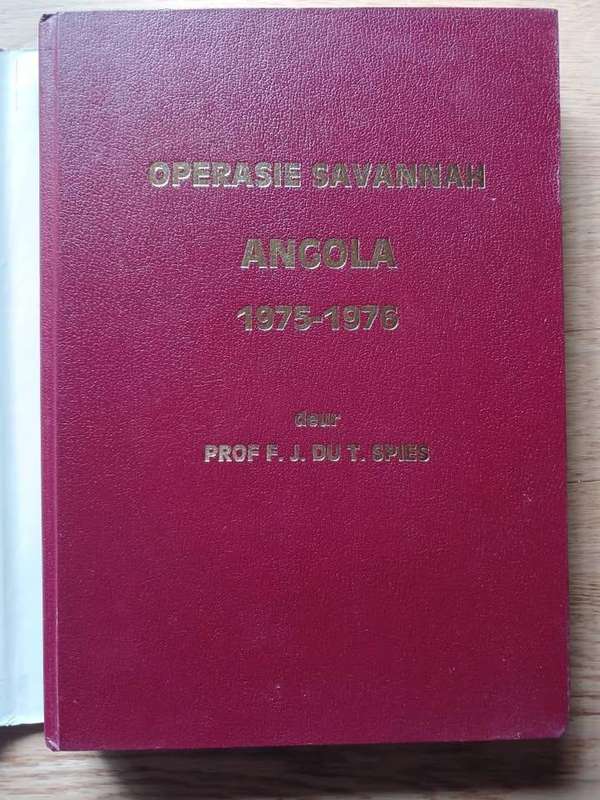 OPERASIE SAVANNAH
ANGOLA
1975-1976
deur
PROF F. J. DU T. SPIES